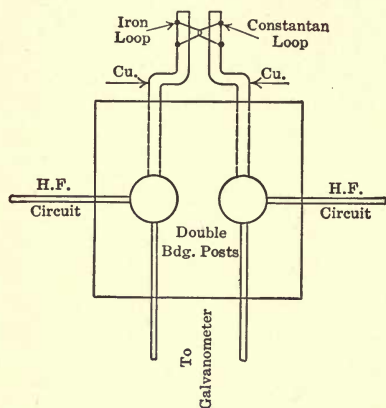 Iron
Loop
Constantan
Loop
Cu.
Cu.
H.F.
Circuit
H.F.
Circuit
Double
Bdg. Posts
To
Galvanometer